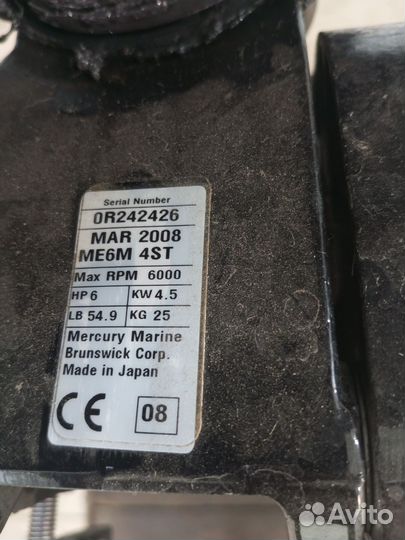 Serial Number
0R242426
MAR 2008
ME6M 4ST
Max RPM 6000
HP 6 KW 4.5
LB 54.9 KG 25
Mercury Marine
Brunswick Corp.
Made in Japan
CE 08
Avito